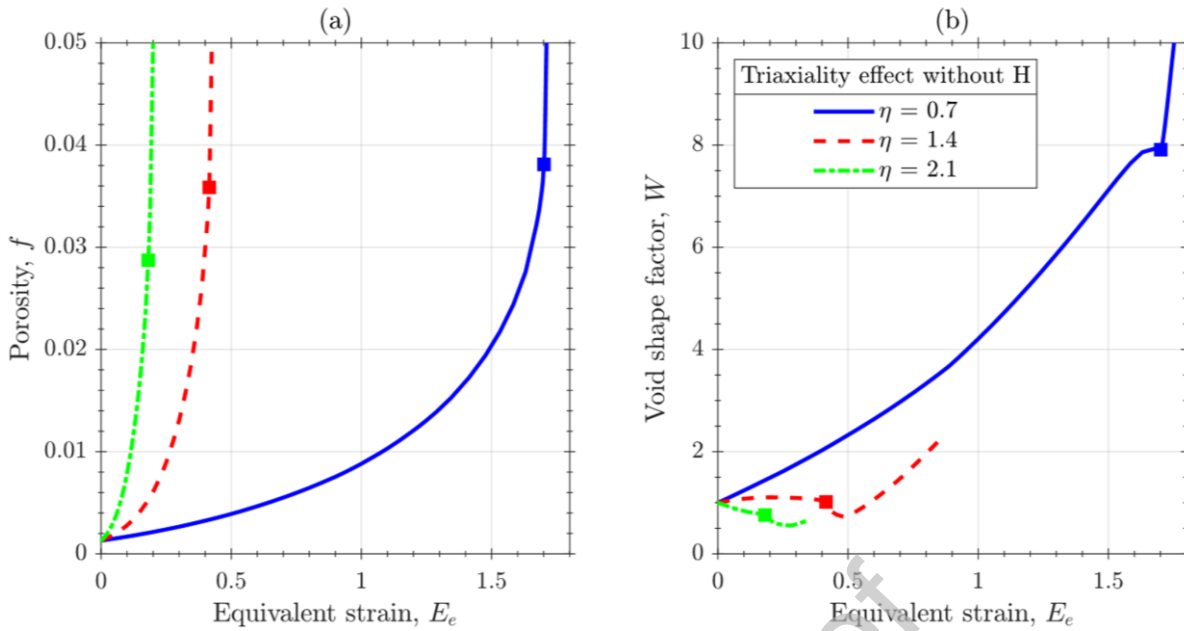 (a)
0.05
0.04
0.03
0.02
0.01
0
Porosity, f
0
0.5
1
1.5
Equivalent strain, E_e
(b)
10
8
6
4
2
0
Void shape factor, W
Triaxiality effect without H
η = 0.7
η = 1.4
η = 2.1
0
0.5
1
1.5
Equivalent strain, E_e